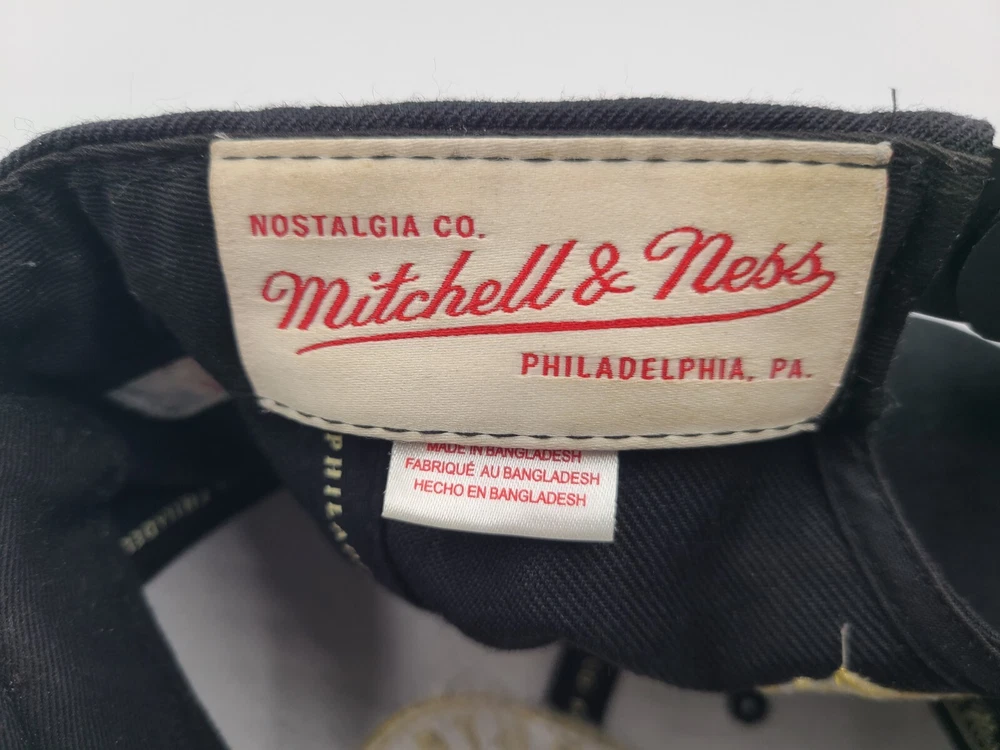 NOSTALGIA CO.
Mitchell & Ness
PHILADELPHIA, PA.
MADE IN BANGLADESH
FABRIQUÉ AU BANGLADESH
HECHO EN BANGLADESH